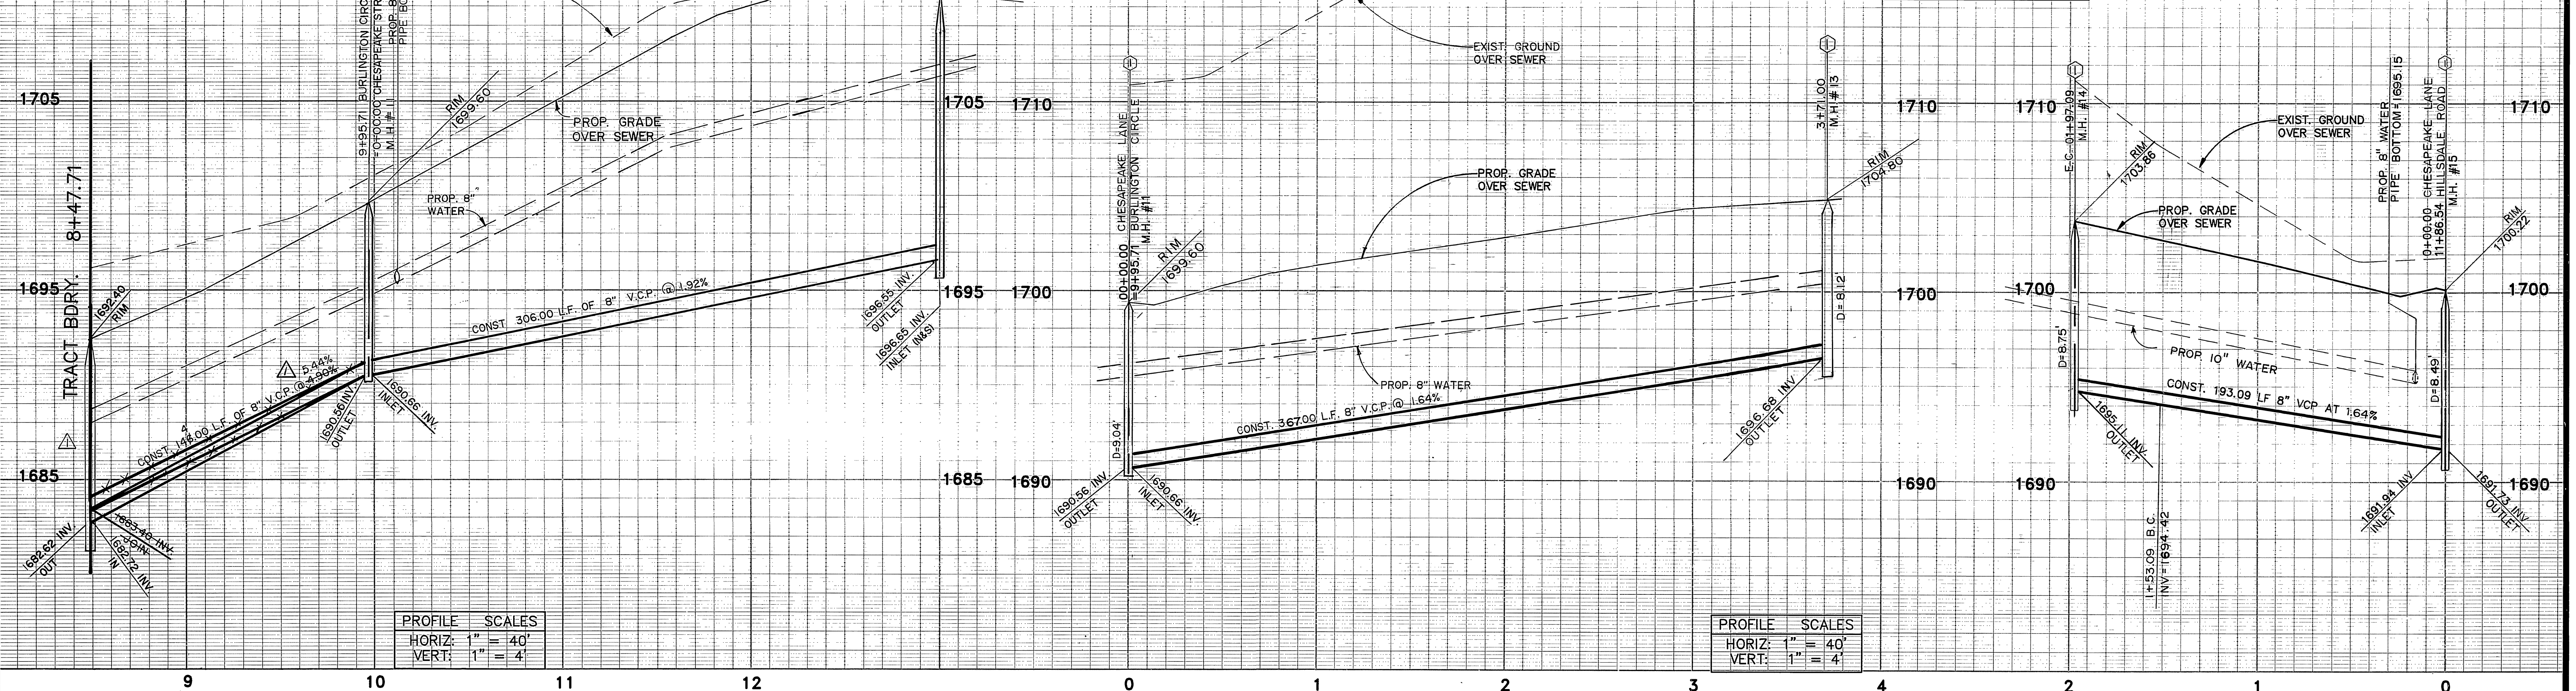 1705
1695
1685
TRACT BDRY. 8+47.71
1692.40
RIM
9+95.71 BURLINGTON CIRC
=0+00.00 CHESAPEAKE STR
M.H. #11
PROP. 8
PIPE BO
RIM
1699.60
PROP. GRADE
OVER SEWER
PROP. 8"
WATER
5.44%
CONST. 148.00 L.F. OF 8" V.C.P. @ 4.90%
4
CONST. 306.00 L.F. OF 8" V.C.P. @ 1.92%
1690.56 INV.
OUTLET
1690.66 INV.
INLET
1682.62 INV.
OUT
1683.40 INV.
JOIN
1682.72 INV.
IN
1696.55 INV.
OUTLET
1696.65 INV.
INLET (N&S)
PROFILE SCALES
HORIZ: 1" = 40'
VERT: 1" = 4'
9
10
11
12
1705
1695
1685
1710
1700
1690
00+00.00 CHESAPEAKE LANE
=9+95.71 BURLINGTON CIRCLE
M.H. #11
RIM
1699.60
EXIST. GROUND
OVER SEWER
PROP. GRADE
OVER SEWER
PROP. 8" WATER
D=9.04'
CONST. 367.00 L.F. 8" V.C.P. @ 1.64%
1690.56 INV.
OUTLET
1690.66 INV.
INLET
3+71.00
M.H. #13
RIM
1704.80
D=8.12'
1696.68 INV
OUTLET
PROFILE SCALES
HORIZ: 1" = 40'
VERT: 1" = 4'
0
1
2
3
4
1710
1700
1690
1710
1700
1690
E.C. 01+97.09
M.H. #14
RIM
1703.86
PROP. GRADE
OVER SEWER
EXIST. GROUND
OVER SEWER
D=8.75'
PROP. 10" WATER
CONST. 193.09 LF 8" VCP AT 1.64%
1695.11 INV.
OUTLET
1+53.09 B.C.
INV=1694.42
PROP. 8" WATER
PIPE BOTTOM=1695.15'
0+00.00 CHESAPEAKE LANE
11+86.54 HILLSDALE ROAD
M.H. #15
RIM
1700.22
D=8.49'
1691.94 INV
INLET
1691.73 INV.
OUTLET
1710
1700
1690
2
1
0